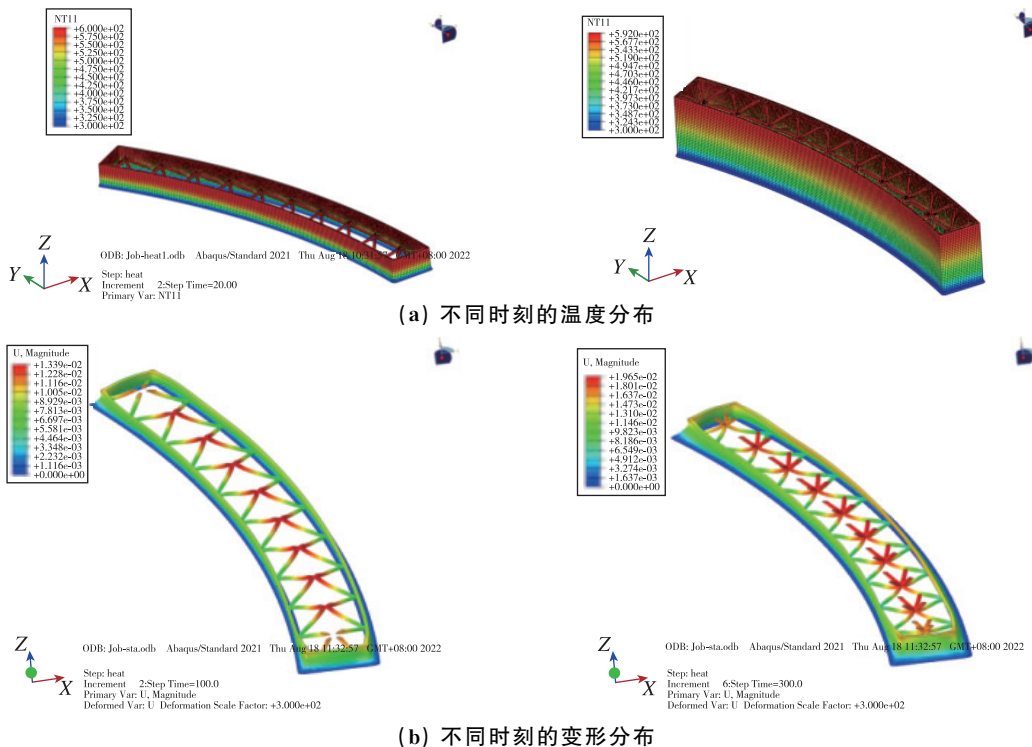 NT11
+6.000e+02
+5.750e+02
+5.500e+02
+5.250e+02
+5.000e+02
+4.750e+02
+4.500e+02
+4.250e+02
+4.000e+02
+3.750e+02
+3.500e+02
+3.250e+02
+3.000e+02
NT11
+5.920e+02
+5.677e+02
+5.433e+02
+5.190e+02
+4.947e+02
+4.703e+02
+4.460e+02
+4.217e+02
+3.973e+02
+3.730e+02
+3.487e+02
+3.243e+02
+3.000e+02
Z
Y
X
ODB: Job-heat1.odb Abaqus/Standard 2021 Thu Aug 18 GMT+08:00 2022
Step: heat
Increment 2:Step Time=20.00
Primary Var: NT11
Z
Y
X
(a) 不同时刻的温度分布
U, Magnitude
+1.339e-02
+1.228e-02
+1.116e-02
+1.005e-02
+8.929e-03
+7.813e-03
+6.697e-03
+5.581e-03
+4.464e-03
+3.348e-03
+2.232e-03
+1.116e-03
+0.000e+00
U, Magnitude
+1.965e-02
+1.801e-02
+1.637e-02
+1.473e-02
+1.310e-02
+1.146e-02
+9.823e-03
+8.186e-03
+6.549e-03
+4.912e-03
+3.274e-03
+1.637e-03
+0.000e+00
Z
X
ODB: Job-sta.odb Abaqus/Standard 2021 Thu Aug 18 11:32:57 GMT+08:00 2022
Step: heat
Increment 2:Step Time=100.0
Primary Var: U, Magnitude
Deformed Var: U Deformation Scale Factor: +3.000e+02
Z
X
ODB: Job-sta.odb Abaqus/Standard 2021 Thu Aug 18 11:32:57 GMT+08:00 2022
Step: heat
Increment 6:Step Time=300.0
Primary Var: U, Magnitude
Deformed Var: U Deformation Scale Factor: +3.000e+02
(b) 不同时刻的变形分布